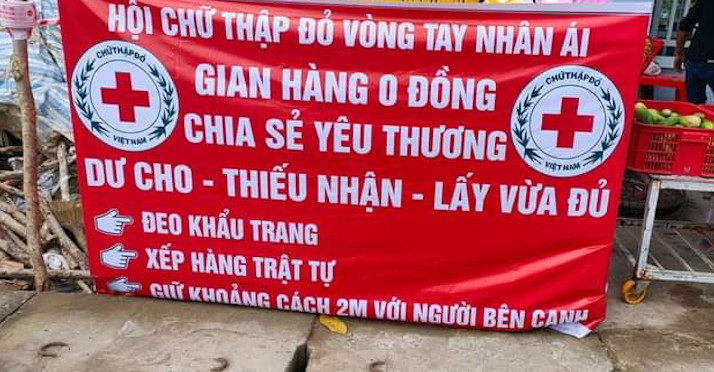 HỘI CHỮ THẬP ĐỎ VÒNG TAY NHÂN ÁI
CHỮ THẬP ĐỎ
VIỆT NAM
GIAN HÀNG 0 ĐỒNG
CHIA SẺ YÊU THƯƠNG
CHỮ THẬP ĐỎ
VIỆT NAM
DƯ CHO - THIẾU NHẬN - LẤY VỪA ĐỦ
ĐEO KHẨU TRANG
XẾP HÀNG TRẬT TỰ
GIỮ KHOẢNG CÁCH 2M VỚI NGƯỜI BÊN CẠNH